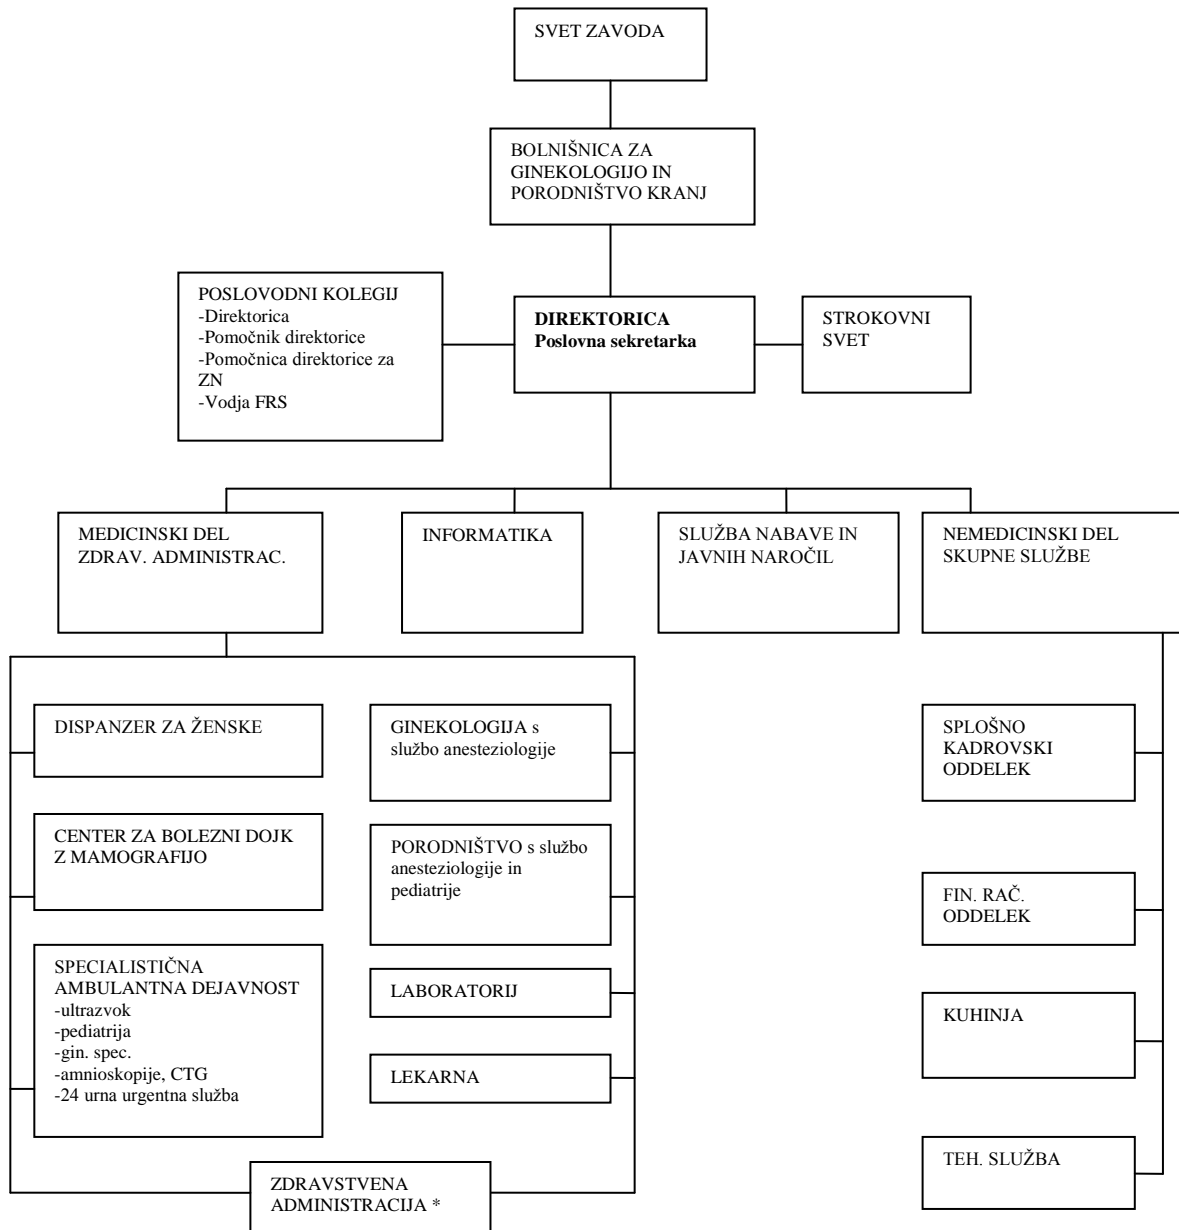 SVET ZAVODA
BOLNIŠNICA ZA
GINEKOLOGIJO IN
PORODNIŠTVO KRANJ
POSLOVODNI KOLEGIJ
-Direktorica
-Pomočnik direktorice
-Pomočnica direktorice za
ZN
-Vodja FRS
DIREKTORICA
Poslovna sekretarka
STROKOVNI
SVET
MEDICINSKI DEL
ZDRAV. ADMINISTRAC.
INFORMATIKA
SLUŽBA NABAVE IN
JAVNIH NAROČIL
NEMEDICINSKI DEL
SKUPNE SLUŽBE
DISPANZER ZA ŽENSKE
CENTER ZA BOLEZNI DOJK
Z MAMOGRAFIJO
SPECIALISTIČNA
AMBULANTNA DEJAVNOST
-ultrazvok
-pediatrija
-gin. spec.
-amnioskopije, CTG
-24 urna urgentna služba
GINEKOLOGIJA s
službo anesteziologije
PORODNIŠTVO s službo
anesteziologije in
pediatrije
LABORATORIJ
LEKARNA
ZDRAVSTVENA
ADMINISTRACIJA *
SPLOŠNO
KADROVSKI
ODDELEK
FIN. RAČ.
ODDELEK
KUHINJA
TEH. SLUŽBA